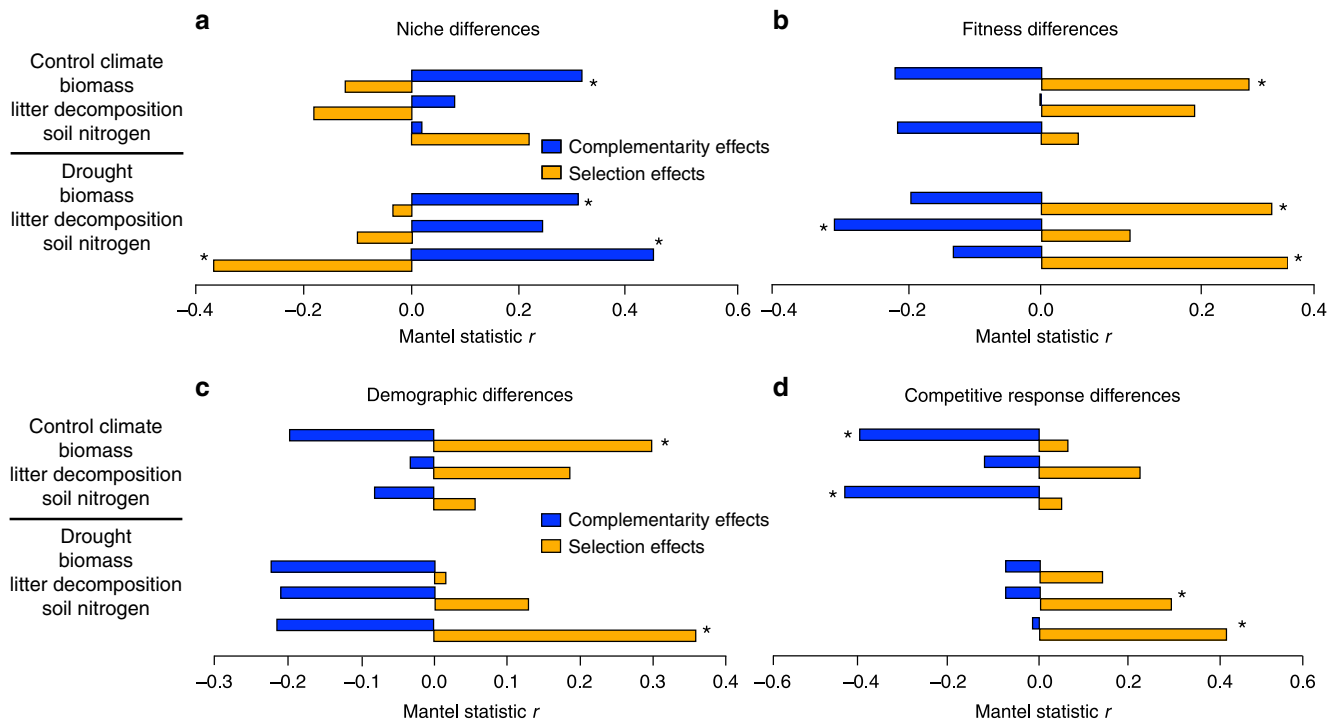 a
Niche differences
Control climate
biomass
litter decomposition
soil nitrogen
Drought
biomass
litter decomposition
soil nitrogen
*
*
*
*
Complementarity effects
Selection effects
−0.4
−0.2
0.0
0.2
0.4
0.6
Mantel statistic r
b
Fitness differences
*
*
*
*
−0.4
−0.2
0.0
0.2
0.4
Mantel statistic r
c
Demographic differences
Control climate
biomass
litter decomposition
soil nitrogen
Drought
biomass
litter decomposition
soil nitrogen
*
*
Complementarity effects
Selection effects
−0.3
−0.2
−0.1
0.0
0.1
0.2
0.3
0.4
Mantel statistic r
d
Competitive response differences
*
*
*
*
−0.6
−0.4
−0.2
0.0
0.2
0.4
0.6
Mantel statistic r